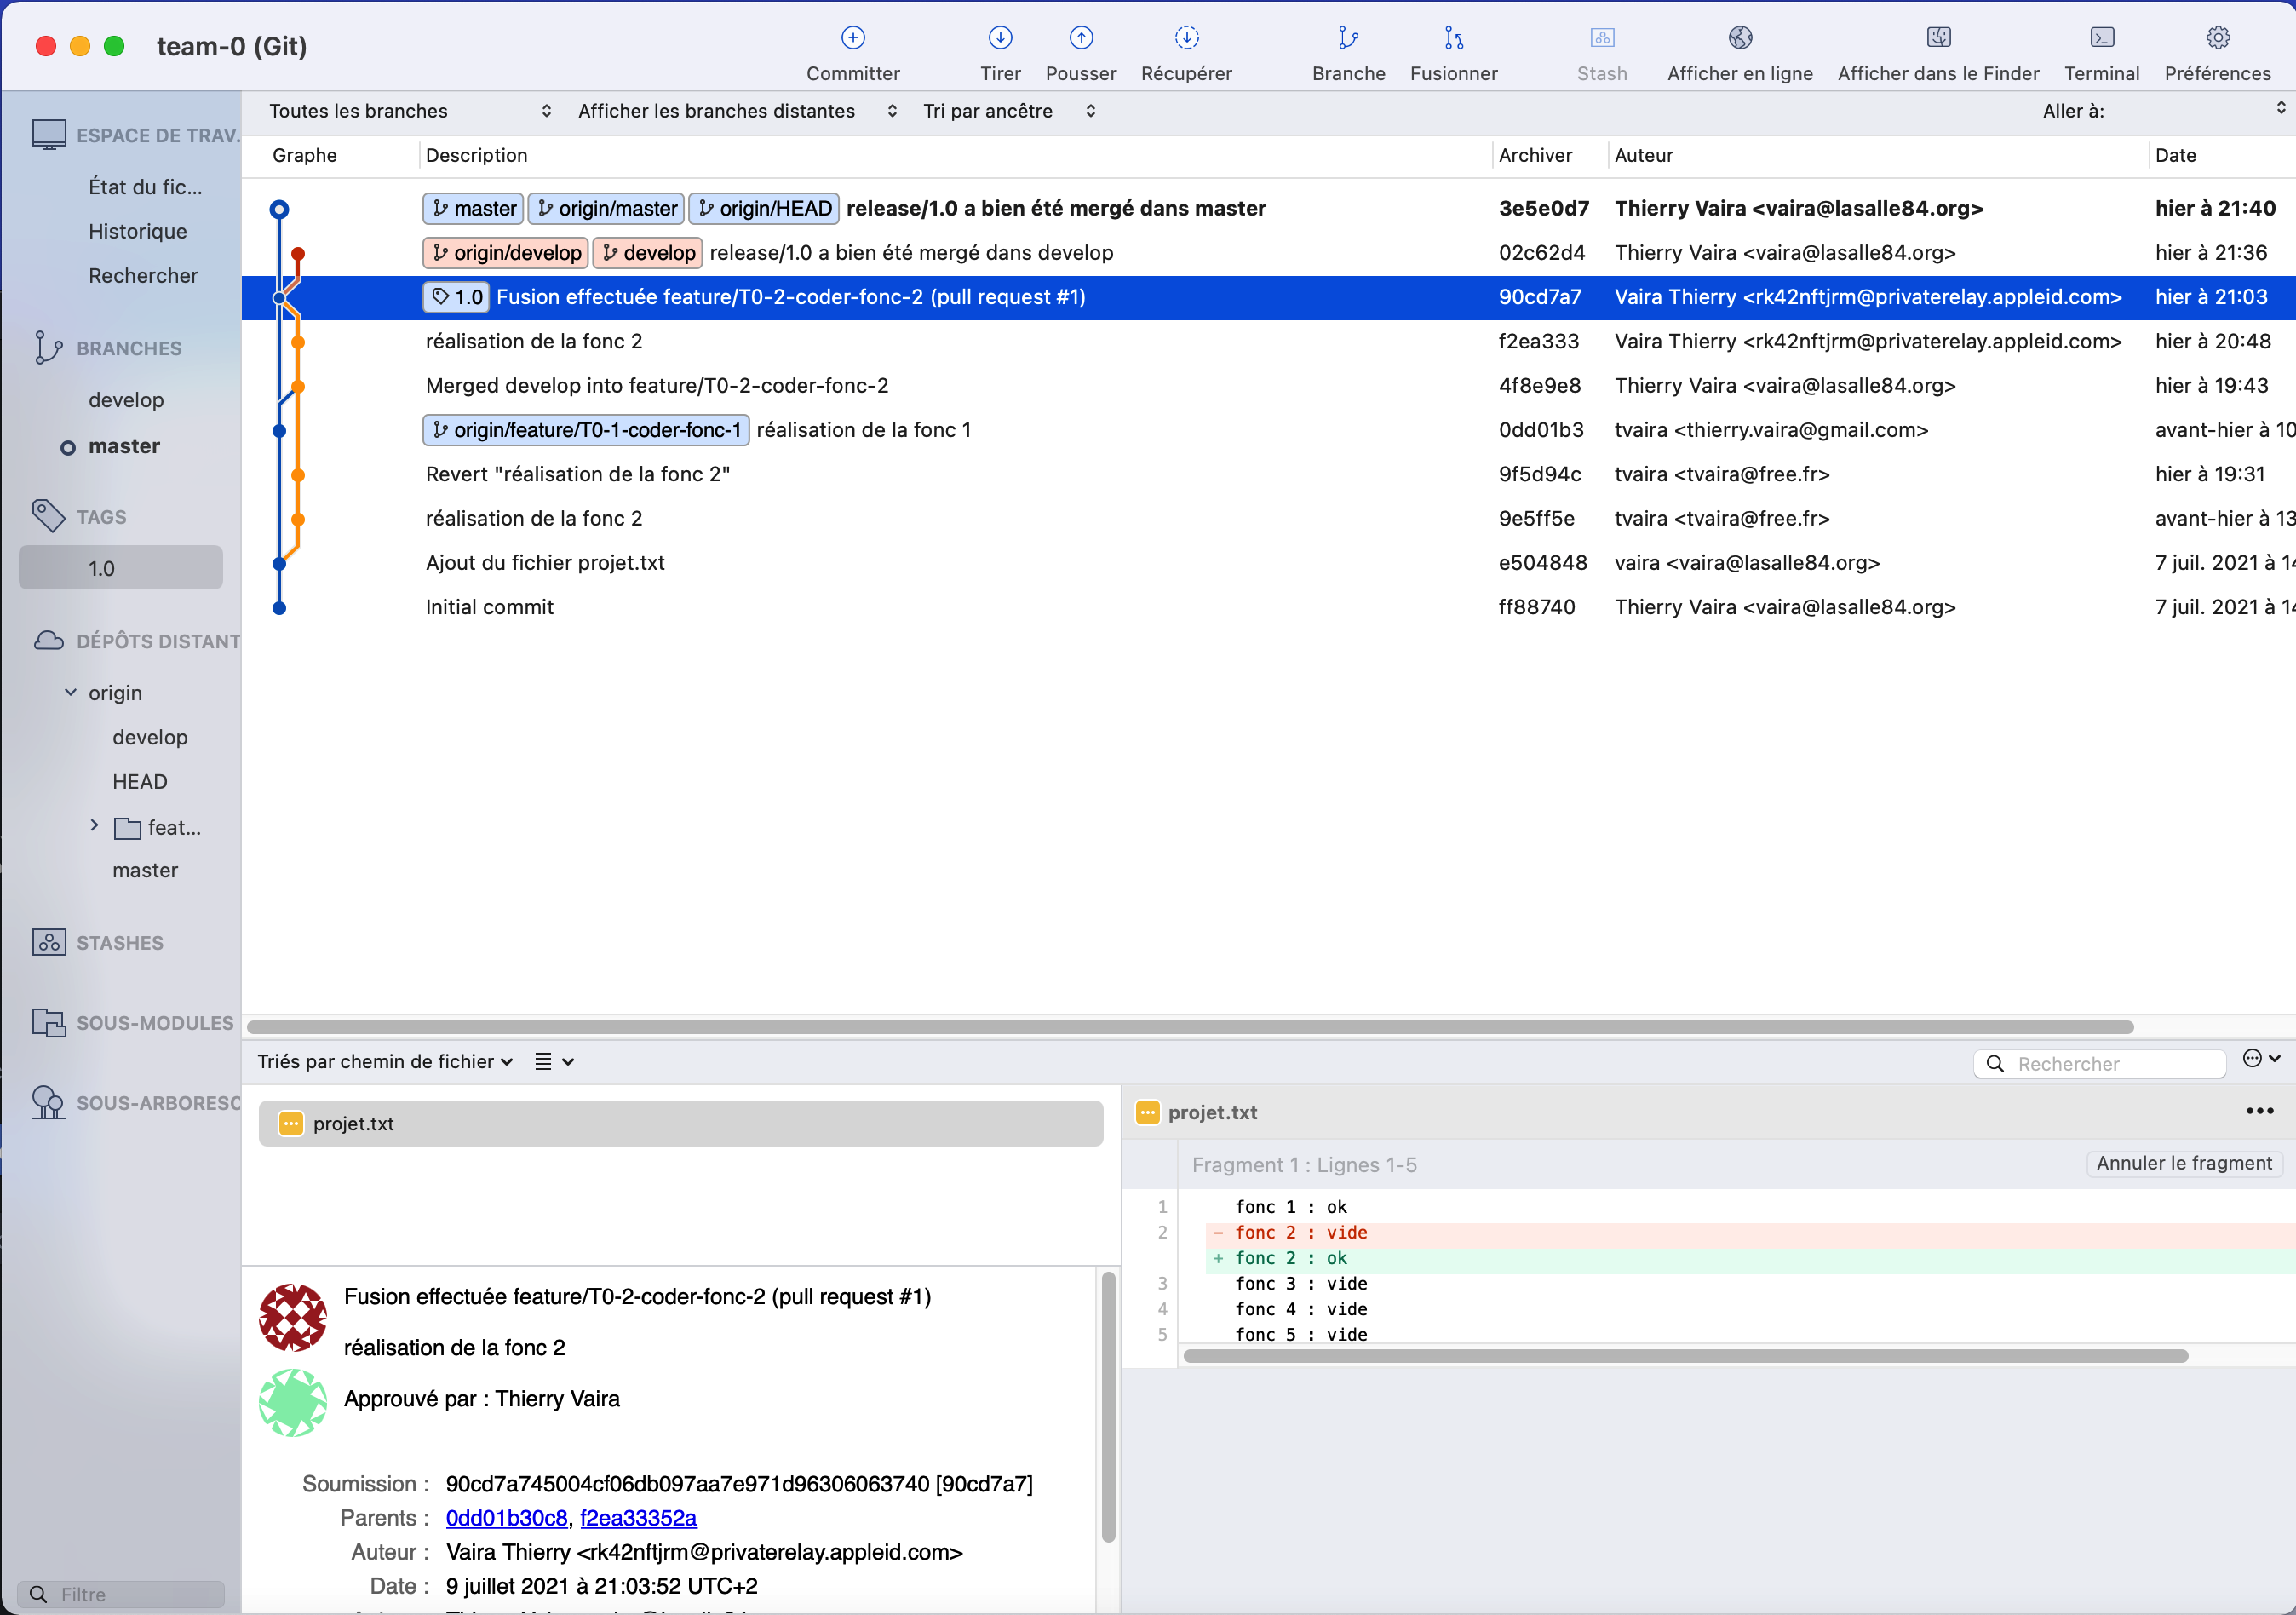 team-0 (Git)
Committer Tirer Pousser Récupérer Branche Fusionner Stash Afficher en ligne Afficher dans le Finder Terminal Préférences
Toutes les branches Afficher les branches distantes Tri par ancêtre Aller à:
Graphe Description Archiver Auteur Date
master origin/master origin/HEAD release/1.0 a bien été mergé dans master 3e5e0d7 Thierry Vaira <vaira@lasalle84.org> hier à 21:40
origin/develop develop release/1.0 a bien été mergé dans develop 02c62d4 Thierry Vaira <vaira@lasalle84.org> hier à 21:36
1.0 Fusion effectuée feature/T0-2-coder-fonc-2 (pull request #1) 90cd7a7 Vaira Thierry <rk42nftjrm@privaterelay.appleid.com> hier à 21:03
réalisation de la fonc 2 f2ea333 Vaira Thierry <rk42nftjrm@privaterelay.appleid.com> hier à 20:48
Merged develop into feature/T0-2-coder-fonc-2 4f8e9e8 Thierry Vaira <vaira@lasalle84.org> hier à 19:43
origin/feature/T0-1-coder-fonc-1 réalisation de la fonc 1 0dd01b3 tvaira <thierry.vaira@gmail.com> avant-hier à 10
Revert "réalisation de la fonc 2" 9f5d94c tvaira <tvaira@free.fr> hier à 19:31
réalisation de la fonc 2 9e5ff5e tvaira <tvaira@free.fr> avant-hier à 13
Ajout du fichier projet.txt e504848 vaira <vaira@lasalle84.org> 7 juil. 2021 à 14
Initial commit ff88740 Thierry Vaira <vaira@lasalle84.org> 7 juil. 2021 à 14
ESPACE DE TRAV.
État du fic...
Historique
Rechercher
BRANCHES
develop
master
TAGS
1.0
DÉPÔTS DISTANT
origin
develop
HEAD
feat...
master
STASHES
SOUS-MODULES
SOUS-ARBORESC
Filtre
Triés par chemin de fichier Rechercher
projet.txt
Fusion effectuée feature/T0-2-coder-fonc-2 (pull request #1)
réalisation de la fonc 2
Approuvé par : Thierry Vaira
Soumission : 90cd7a745004cf06db097aa7e971d96306063740 [90cd7a7]
Parents : 0dd01b30c8, f2ea33352a
Auteur : Vaira Thierry <rk42nftjrm@privaterelay.appleid.com>
Date : 9 juillet 2021 à 21:03:52 UTC+2
projet.txt
Fragment 1 : Lignes 1-5 Annuler le fragment
1 fonc 1 : ok
2 - fonc 2 : vide
+ fonc 2 : ok
3 fonc 3 : vide
4 fonc 4 : vide
5 fonc 5 : vide